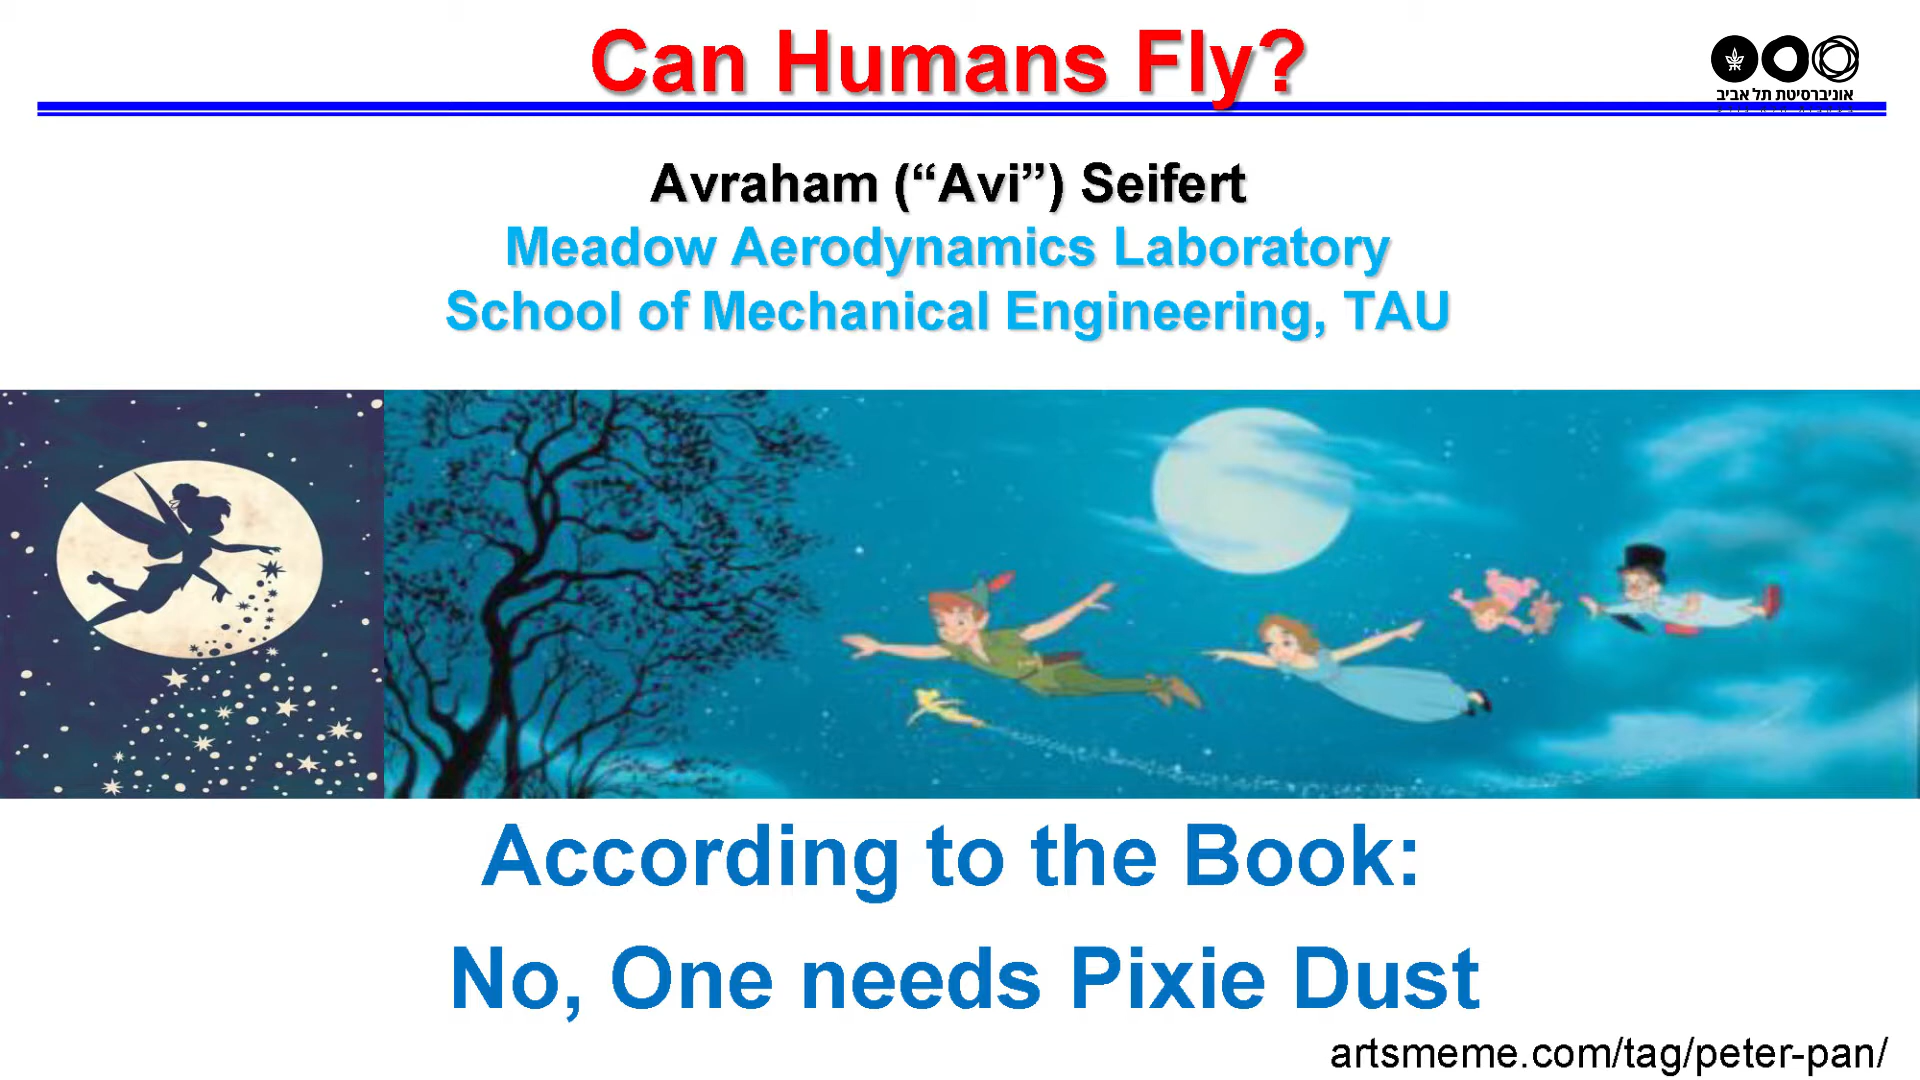 Can Humans Fly?
אוניברסיטת תל אביב
Avraham (“Avi”) Seifert
Meadow Aerodynamics Laboratory
School of Mechanical Engineering, TAU
According to the Book:
No, One needs Pixie Dust
artsmeme.com/tag/peter-pan/